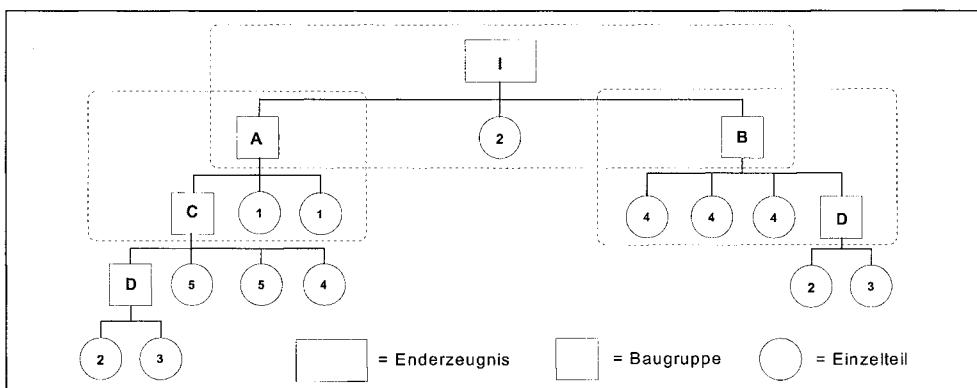 I
A 2 B
C 1 1 4 4 4 D
D 5 5 4 2 3
2 3 = Enderzeugnis = Baugruppe = Einzelteil